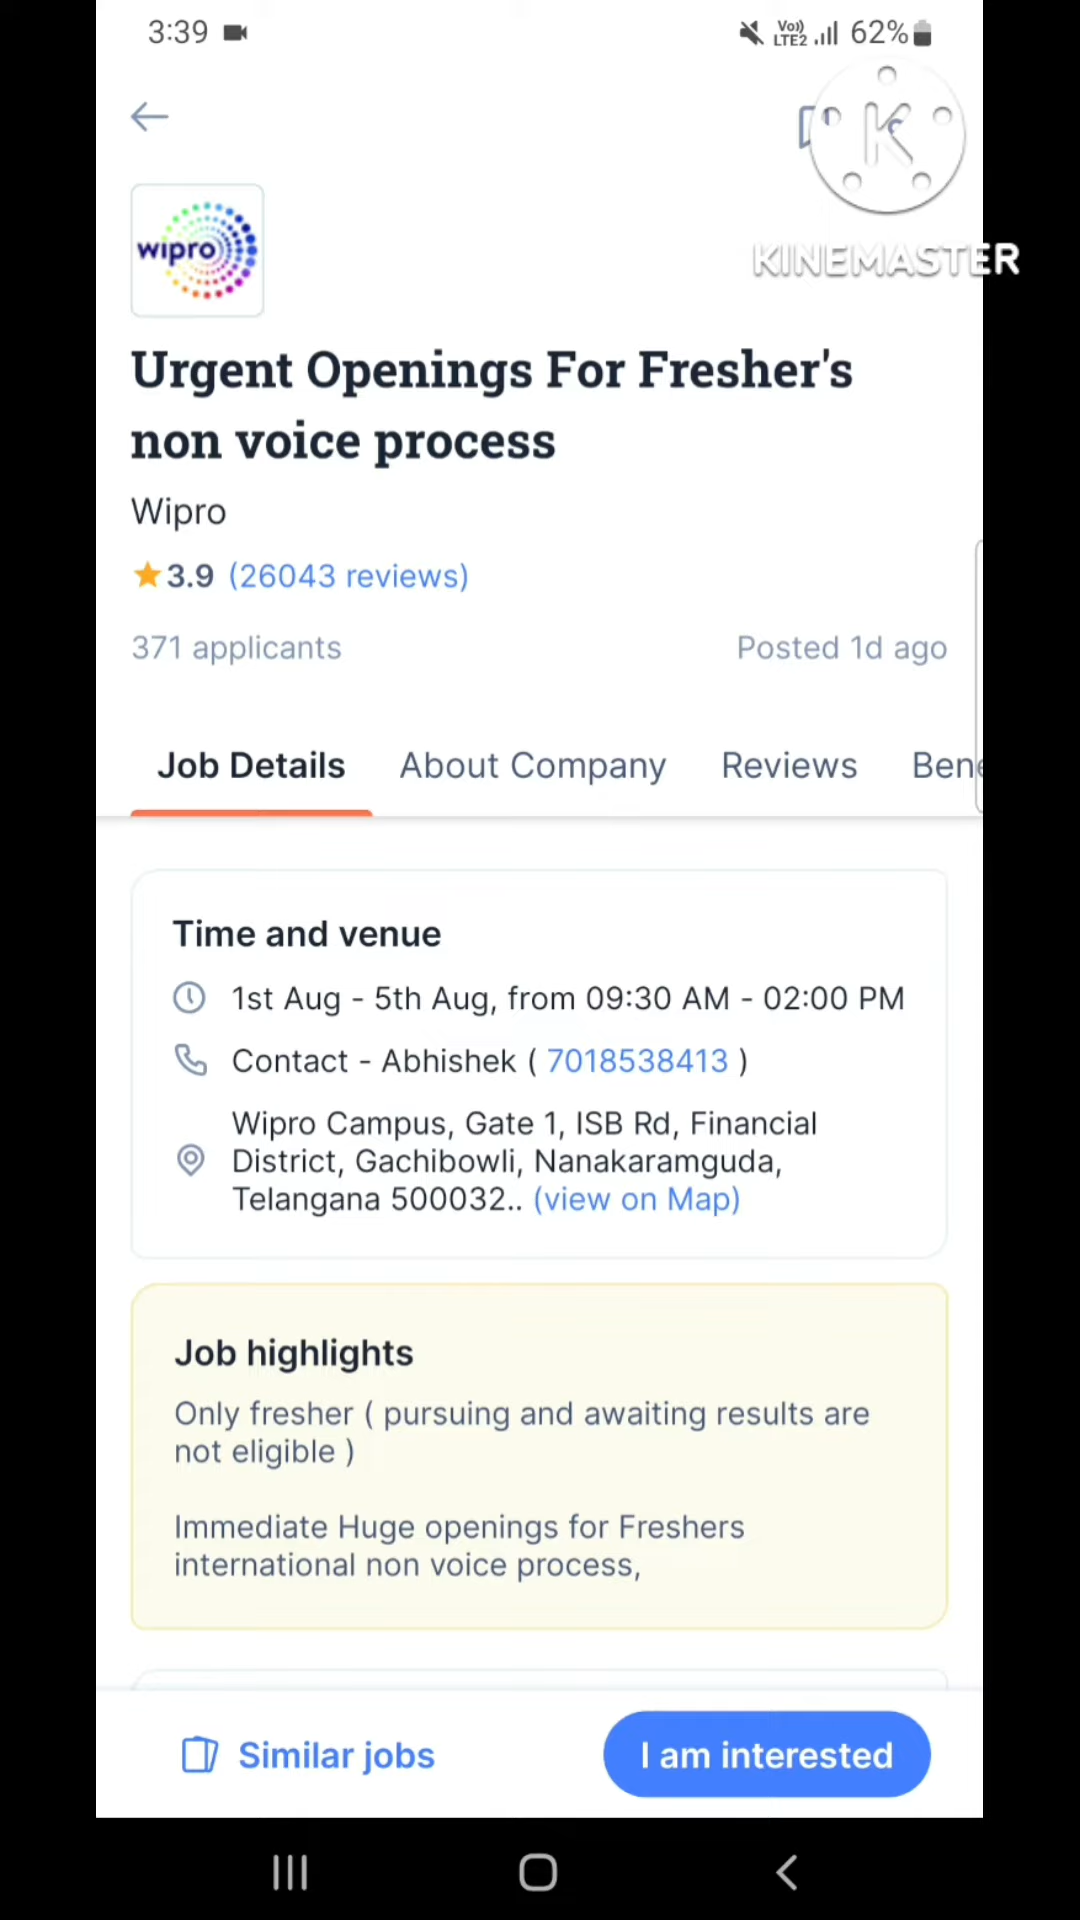 3:39
Vo)) LTE2 62%
KINEMASTER
wipro
Urgent Openings For Fresher's
non voice process
Wipro
3.9 (26043 reviews)
371 applicants Posted 1d ago
Job Details About Company Reviews
Time and venue
1st Aug - 5th Aug, from 09:30 AM - 02:00 PM
Contact - Abhishek ( 7018538413 )
Wipro Campus, Gate 1, ISB Rd, Financial
District, Gachibowli, Nanakaramguda,
Telangana 500032.. (view on Map)
Job highlights
Only fresher ( pursuing and awaiting results are
not eligible )
Immediate Huge openings for Freshers
international non voice process,
Similar jobs I am interested